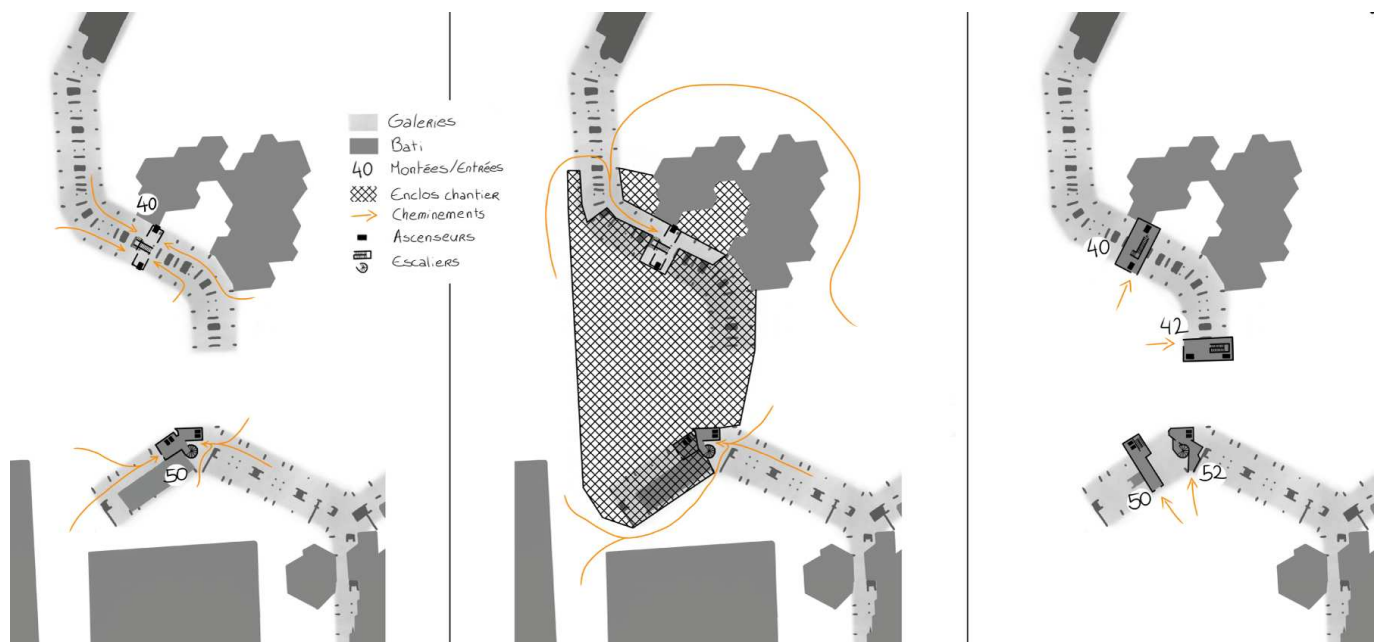 40
50
Galeries
Bati
40 Montées/Entrées
Enclos chantier
Cheminements
Ascenseurs
Escaliers
40
42
50
52